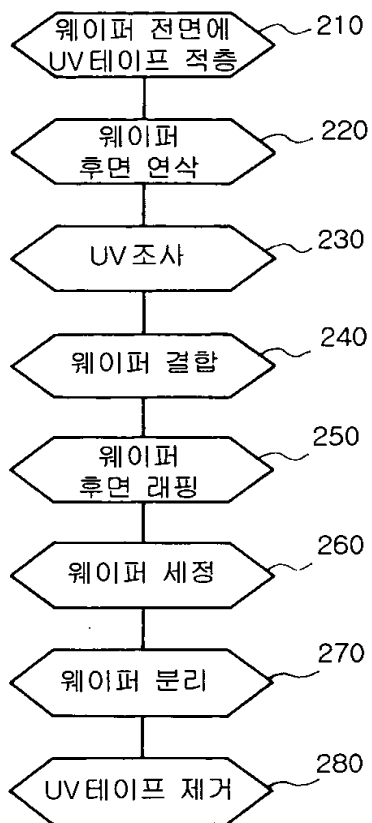 웨이퍼 전면에
UV테이프 적층
210
웨이퍼
후면 연삭
220
UV조사
230
웨이퍼 결합
240
웨이퍼
후면 래핑
250
웨이퍼 세정
260
웨이퍼 분리
270
UV테이프 제거
280